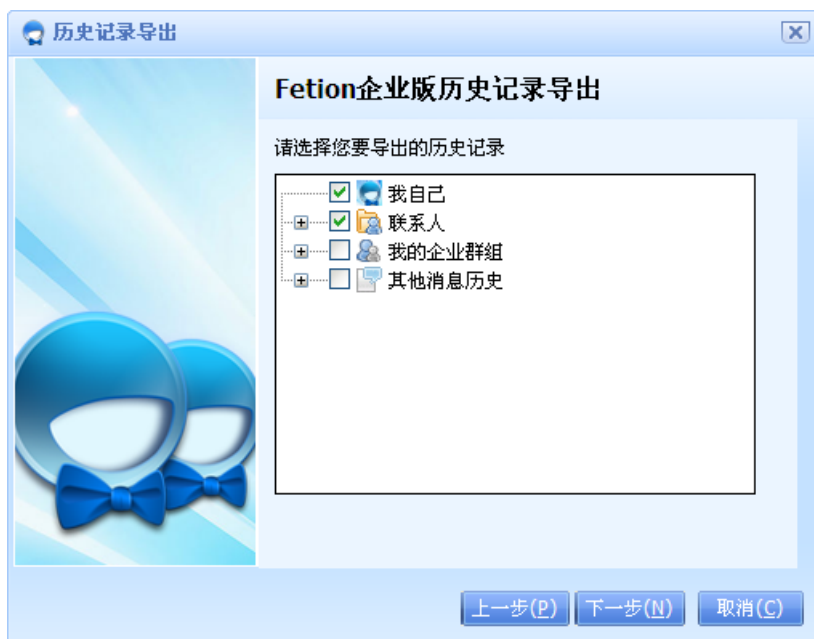 历史记录导出
Fetion企业版历史记录导出
请选择您要导出的历史记录
我自己
联系人
我的企业群组
其他消息历史
上一步(P) 下一步(N) 取消(C)